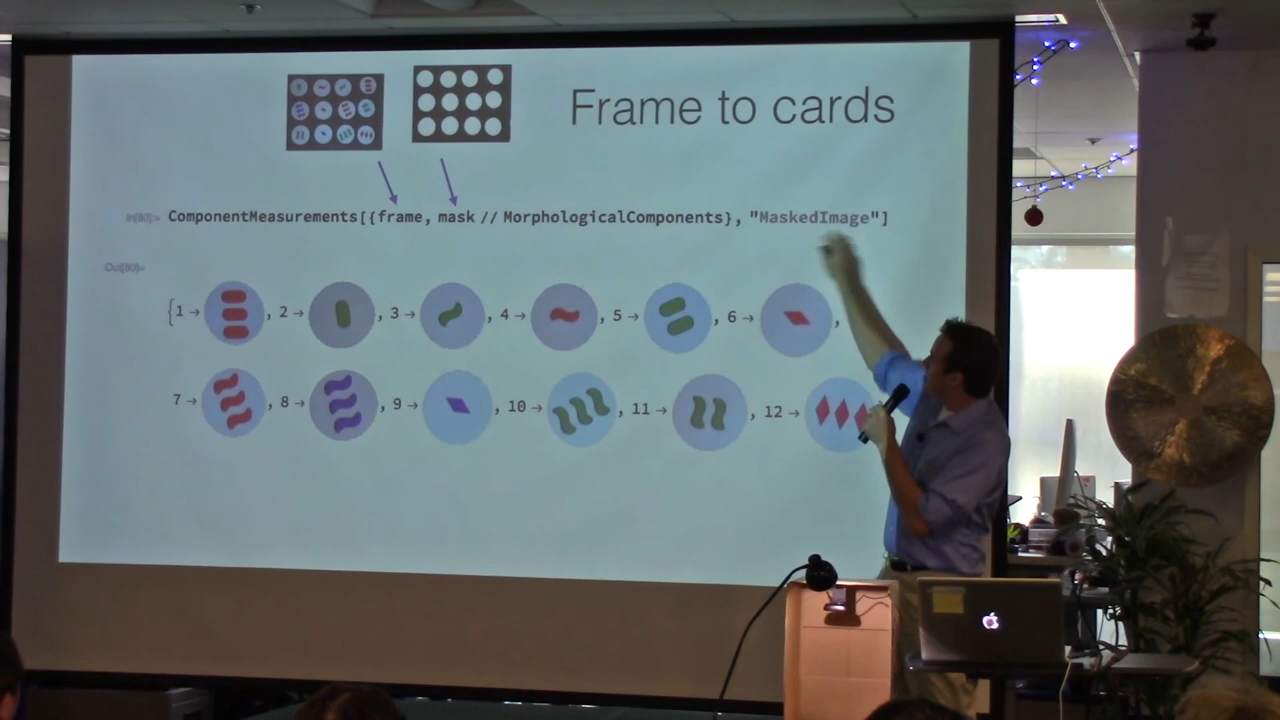 Frame to cards
In[80]:= ComponentMeasurements[{frame, mask // MorphologicalComponents}, "MaskedImage"]
Out[80]=
{1 → , 2 → , 3 → , 4 → , 5 → , 6 → ,
7 → , 8 → , 9 → , 10 → , 11 → , 12 →